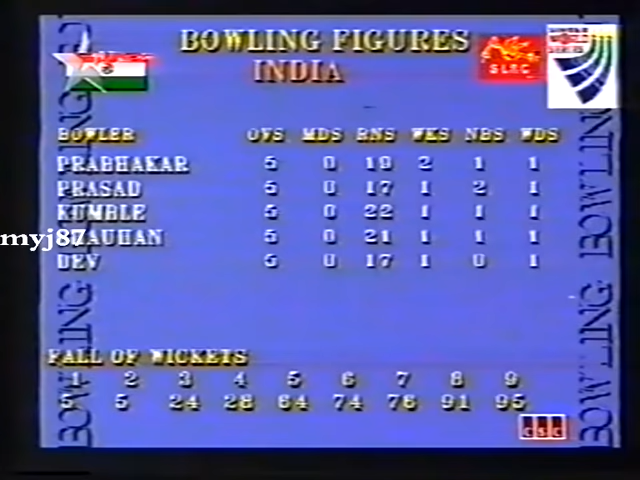 BOWLING FIGURES
INDIA
SLRC
BOWLER OVS MDS RNS WKS NBS WDS
PRABHAKAR 5 0 19 2 1 1
PRASAD 5 0 17 1 2 1
KUMBLE 5 0 22 1 1 1
myj87
AUHAN 5 0 21 1 1 1
DEV 5 0 17 1 0 1
FALL OF WICKETS
1 2 3 4 5 6 7 8 9
5 5 24 28 64 74 76 91 95
CSC
BOWLING
BOWLING